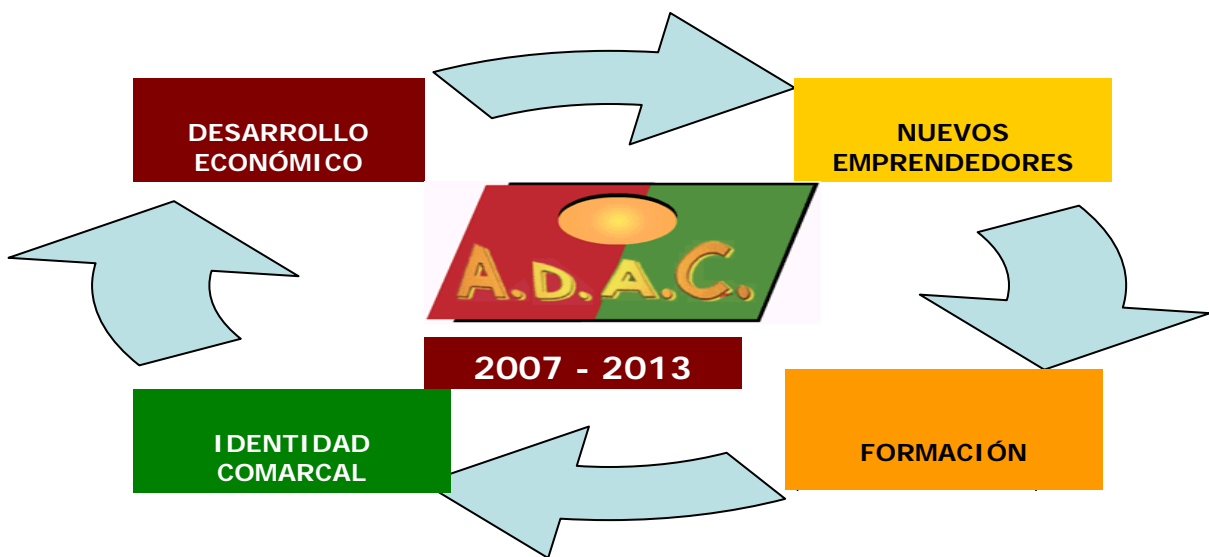 DESARROLLO
ECONÓMICO
NUEVOS
EMPRENDEDORES
A.D.A.C.
2007 - 2013
IDENTIDAD
COMARCAL
FORMACIÓN